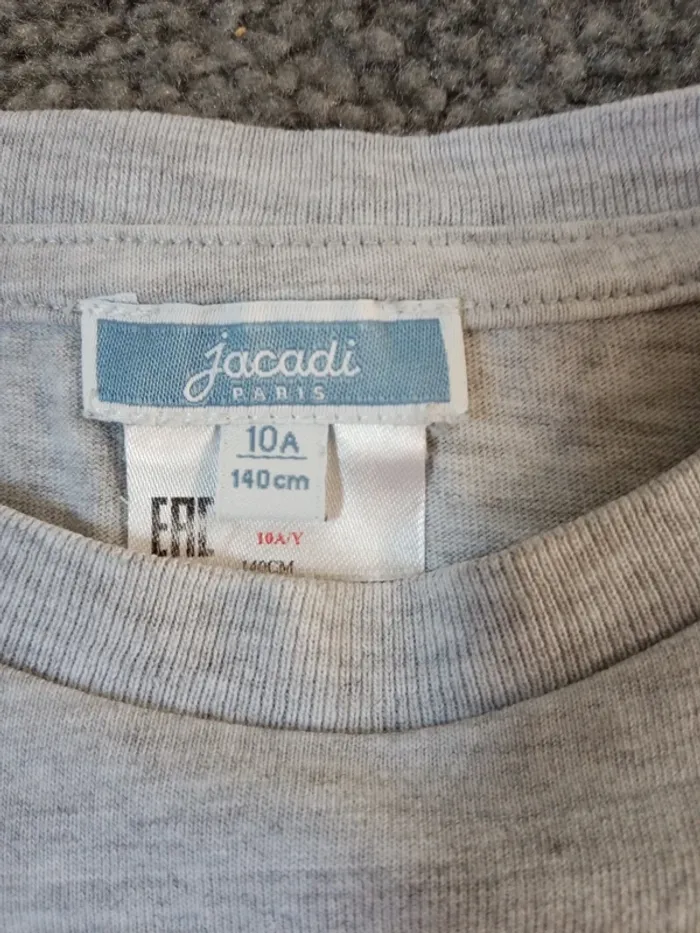 jacadi
PARIS
10A
140cm
EAC
10A/Y
140CM